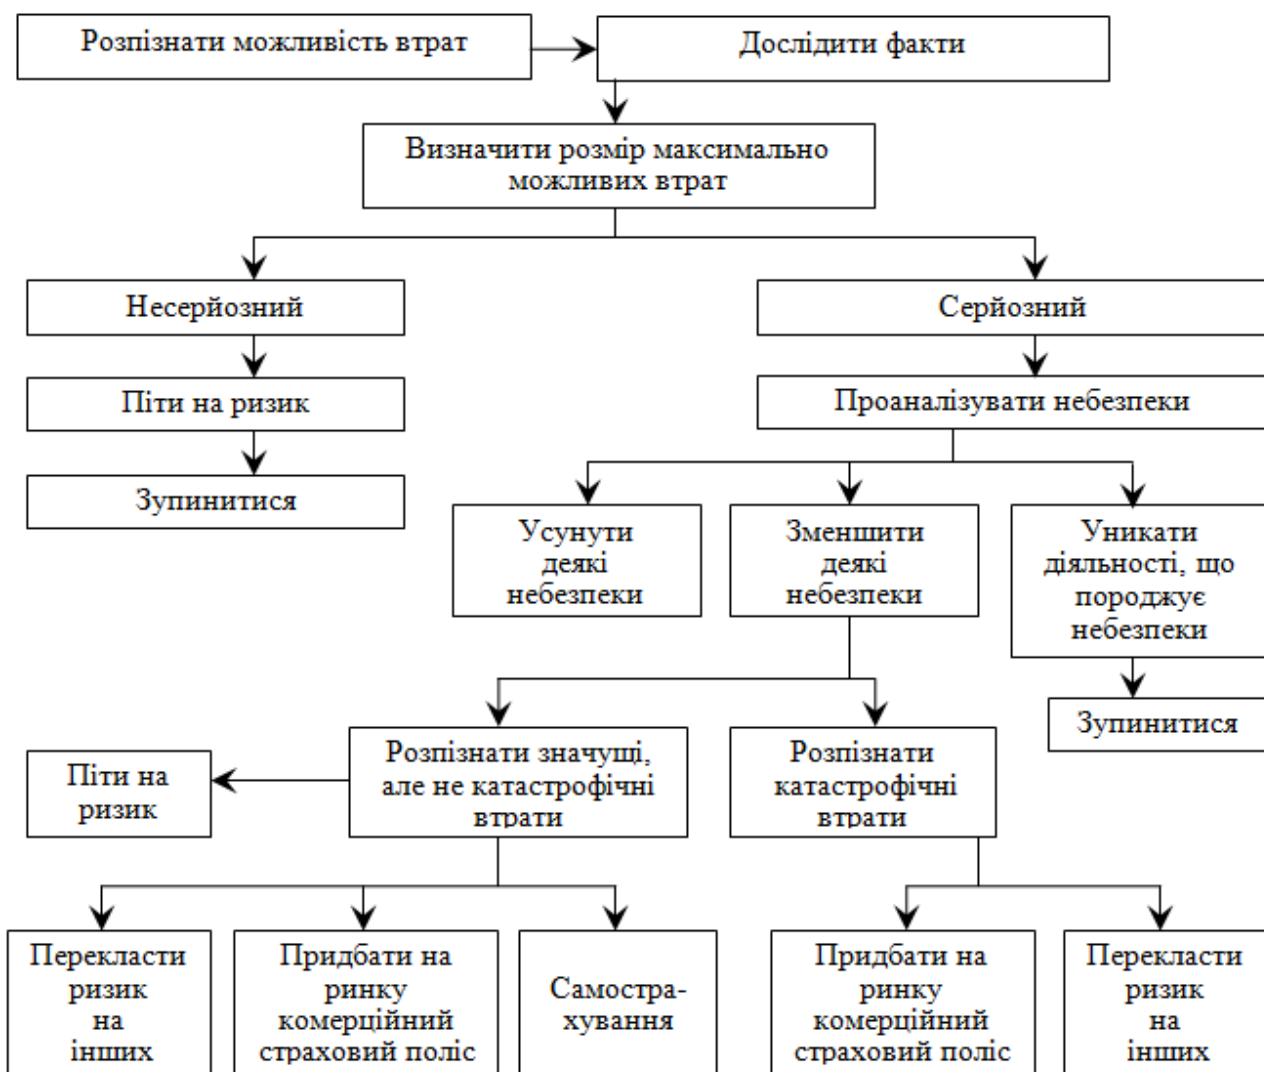 Розпізнати можливість втрат
Дослідити факти
Визначити розмір максимально
можливих втрат
Несерйозний
Серйозний
Піти на ризик
Проаналізувати небезпеки
Зупинитися
Усунути
деякі
небезпеки
Зменшити
деякі
небезпеки
Уникати
діяльності, що
породжує
небезпеки
Зупинитися
Піти на
ризик
Розпізнати значущі,
але не катастрофічні
втрати
Розпізнати
катастрофічні
втрати
Перекласти
ризик
на
інших
Придбати на
ринку
комерційний
страховий поліс
Самостра-
хування
Придбати на
ринку
комерційний
страховий поліс
Перекласти
ризик
на
інших